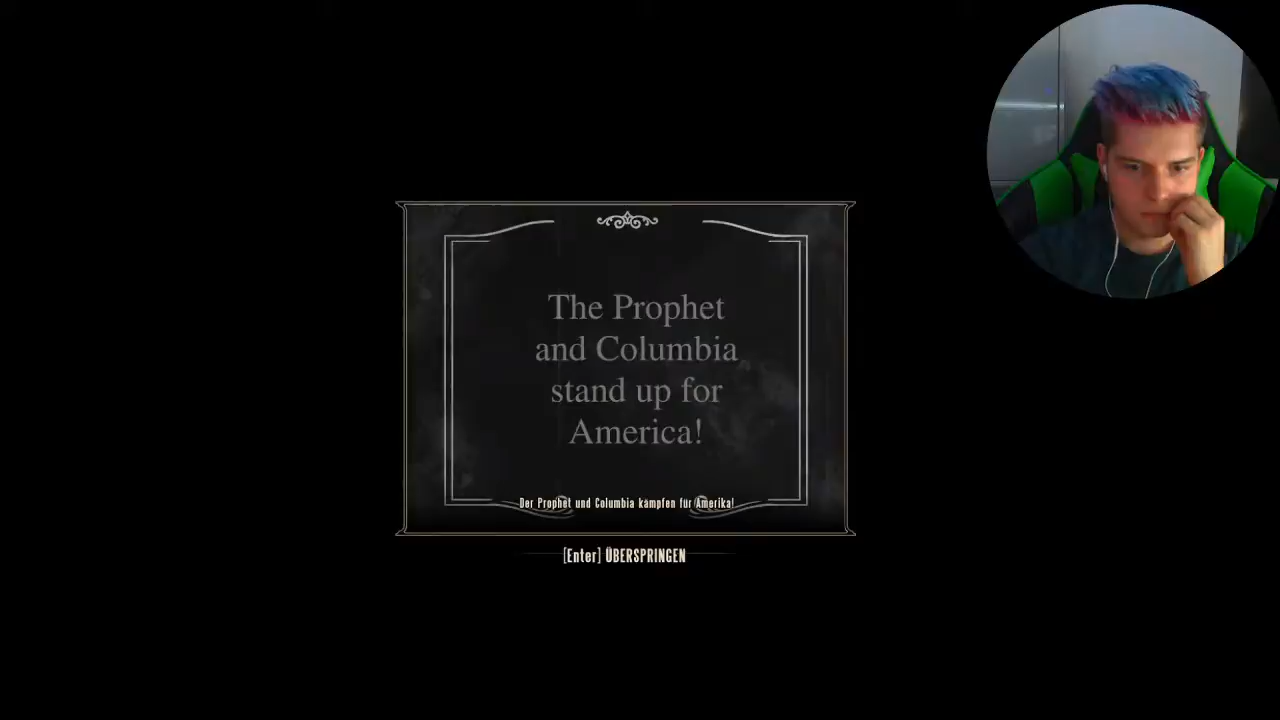 The Prophet
and Columbia
stand up for
America!
Der Prophet und Columbia kämpfen für Amerika!
[Enter] ÜBERSPRINGEN